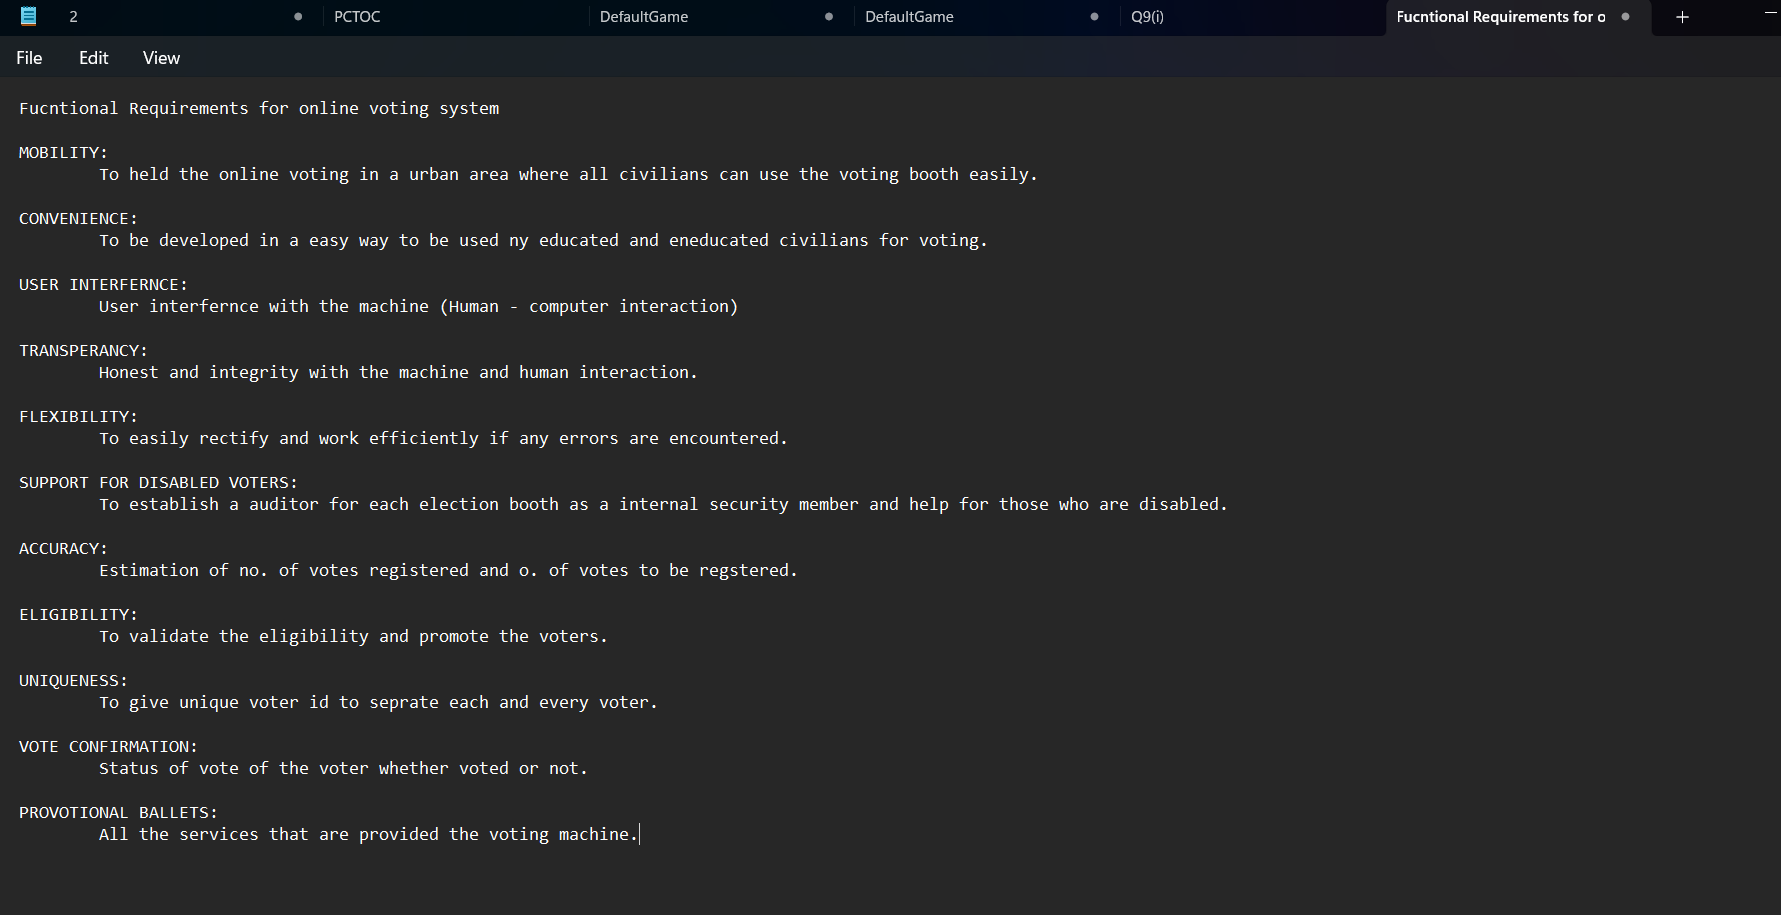 2
PCTOC
DefaultGame
DefaultGame
Q9(i)
Fucntional Requirements for o
File
Edit
View
Fucntional Requirements for online voting system
MOBILITY:
To held the online voting in a urban area where all civilians can use the voting booth easily.
CONVENIENCE:
To be developed in a easy way to be used ny educated and eneducated civilians for voting.
USER INTERFERNCE:
User interfernce with the machine (Human - computer interaction)
TRANSPERANCY:
Honest and integrity with the machine and human interaction.
FLEXIBILITY:
To easily rectify and work efficiently if any errors are encountered.
SUPPORT FOR DISABLED VOTERS:
To establish a auditor for each election booth as a internal security member and help for those who are disabled.
ACCURACY:
Estimation of no. of votes registered and o. of votes to be regstered.
ELIGIBILITY:
To validate the eligibility and promote the voters.
UNIQUENESS:
To give unique voter id to seprate each and every voter.
VOTE CONFIRMATION:
Status of vote of the voter whether voted or not.
PROVOTIONAL BALLETS:
All the services that are provided the voting machine.